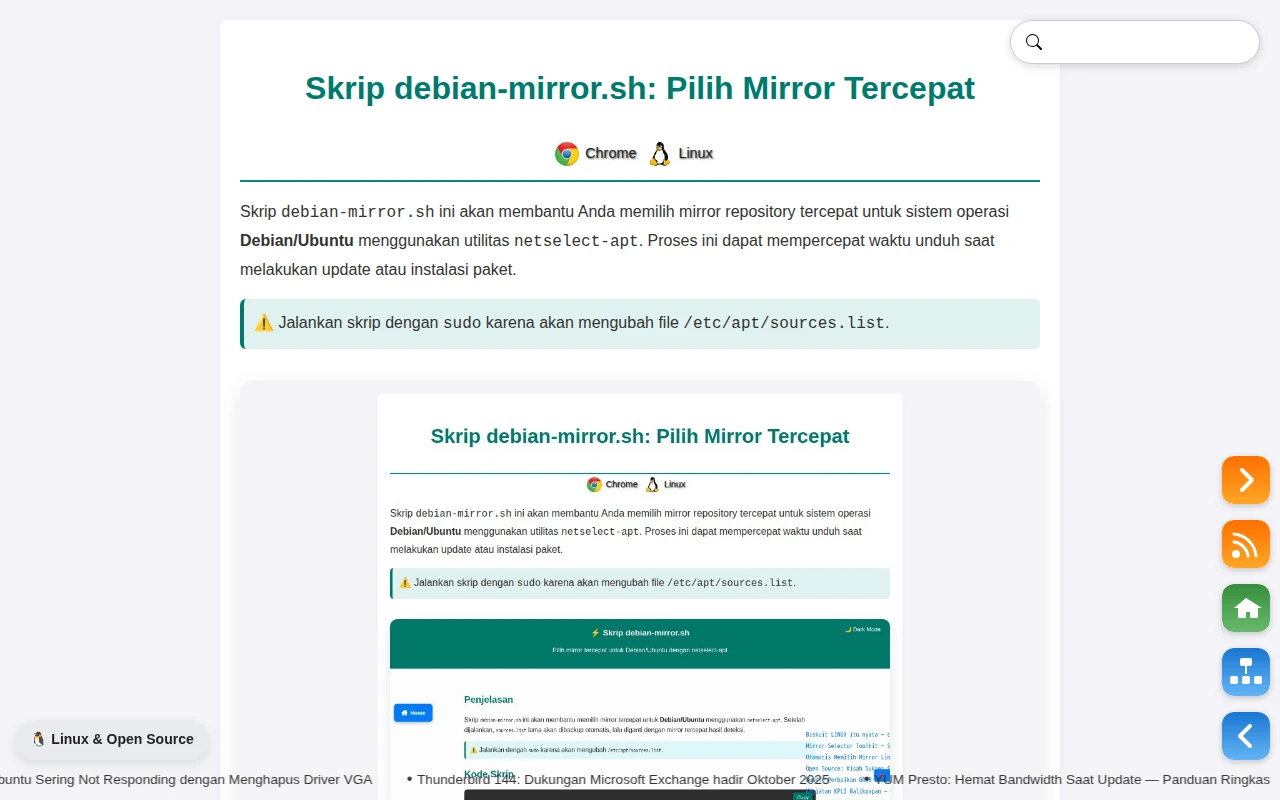 Skrip debian-mirror.sh: Pilih Mirror Tercepat
Chrome Linux
Skrip debian-mirror.sh ini akan membantu Anda memilih mirror repository tercepat untuk sistem operasi
Debian/Ubuntu menggunakan utilitas netselect-apt. Proses ini dapat mempercepat waktu unduh saat
melakukan update atau instalasi paket.
⚠️ Jalankan skrip dengan sudo karena akan mengubah file /etc/apt/sources.list.
Skrip debian-mirror.sh: Pilih Mirror Tercepat
Chrome Linux
Skrip debian-mirror.sh ini akan membantu Anda memilih mirror repository tercepat untuk sistem operasi
Debian/Ubuntu menggunakan utilitas netselect-apt. Proses ini dapat mempercepat waktu unduh saat
melakukan update atau instalasi paket.
⚠️ Jalankan skrip dengan sudo karena akan mengubah file /etc/apt/sources.list.
🌙 Dark Mode
⚡ Skrip debian-mirror.sh
Pilih mirror tercepat untuk Debian/Ubuntu dengan netselect-apt
Penjelasan
Home
Skrip debian-mirror.sh ini akan membantu memilih mirror tercepat untuk Debian/Ubuntu menggunakan netselect-apt. Setelah
dijalankan, sources.list lama akan dibackup otomatis, lalu diganti dengan mirror tercepat hasil deteksi.
⚠️ Jalankan dengan sudo karena akan mengubah /etc/apt/sources.list.
Biskuit LINUX itu nyata –
Mirror Selector Toolkit –
Otomatis Memilih Mirror
Open Source: Kisah Sukses
Perbaikan
KPLI Balikpapan –
Kode Skrip
Copy
🐧 Linux & Open Source
buntu Sering Not Responding dengan Menghapus Driver VGA • Thunderbird 144: Dukungan Microsoft Exchange hadir Oktober 2025 • YUM Presto: Hemat Bandwidth Saat Update — Panduan Ringkas